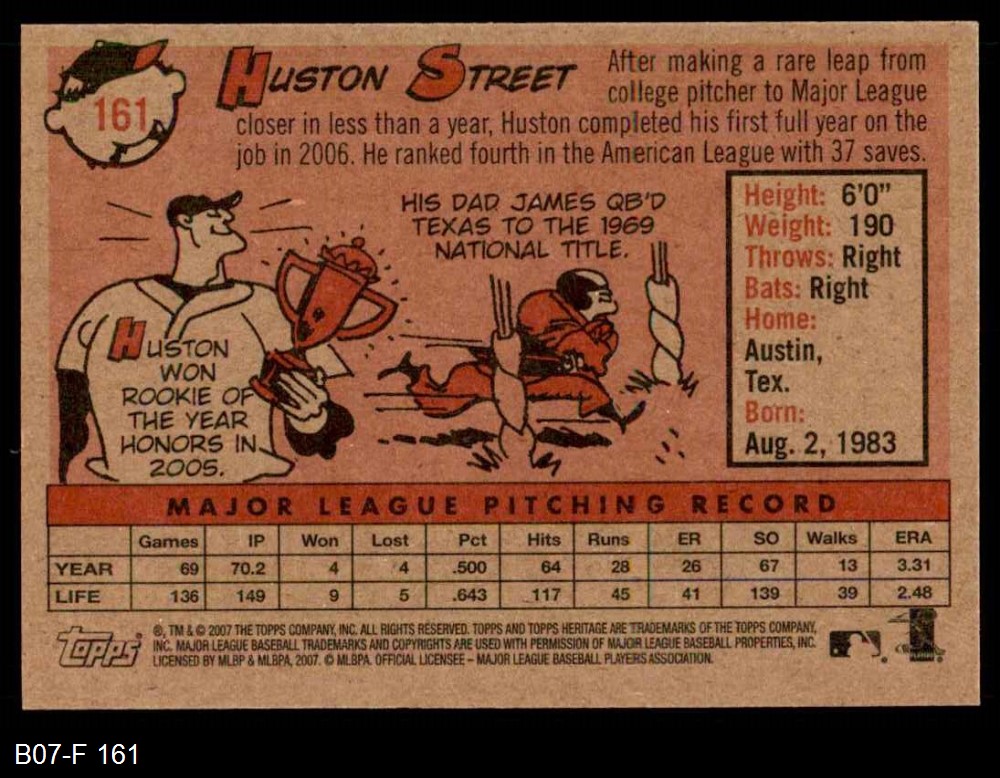 161
HUSTON STREET
After making a rare leap from
college pitcher to Major League
closer in less than a year, Huston completed his first full year on the
job in 2006. He ranked fourth in the American League with 37 saves.
HUSTON
WON
ROOKIE OF
THE YEAR
HONORS IN
2005.
HIS DAD JAMES QB'D
TEXAS TO THE 1969
NATIONAL TITLE.
Height: 6'0"
Weight: 190
Throws: Right
Bats: Right
Home:
Austin,
Tex.
Born:
Aug. 2, 1983
MAJOR LEAGUE PITCHING RECORD
Games IP Won Lost Pct Hits Runs ER SO Walks ERA
YEAR 69 70.2 4 4 .500 64 28 26 67 13 3.31
LIFE 136 149 9 5 .643 117 45 41 139 39 2.48
topps
®, TM & © 2007 THE TOPPS COMPANY, INC. ALL RIGHTS RESERVED. TOPPS AND TOPPS HERITAGE ARE TRADEMARKS OF THE TOPPS COMPANY,
INC. MAJOR LEAGUE BASEBALL TRADEMARKS AND COPYRIGHTS ARE USED WITH PERMISSION OF MAJOR LEAGUE BASEBALL PROPERTIES, INC.
LICENSED BY MLBP & MLBPA, 2007. © MLBPA. OFFICIAL LICENSEE – MAJOR LEAGUE BASEBALL PLAYERS ASSOCIATION.
B07-F 161